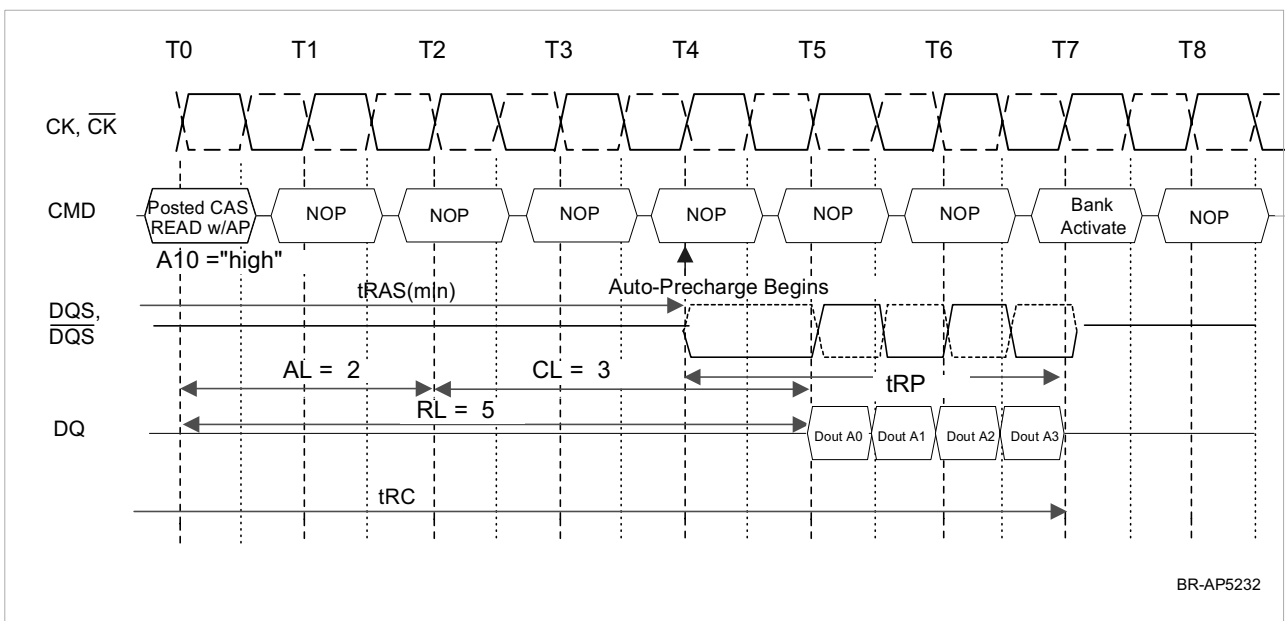 T0 T1 T2 T3 T4 T5 T6 T7 T8
CK, C̅K̅
CMD
Posted CAS
READ w/AP
NOP NOP NOP NOP NOP NOP
Bank
Activate
NOP
A10 ="high"
tRAS(mIn)
Auto-Precharge Begins
DQS,
D̅Q̅S̅
AL = 2
CL = 3
tRP
RL = 5
DQ
Dout A0 Dout A1 Dout A2 Dout A3
tRC
BR-AP5232